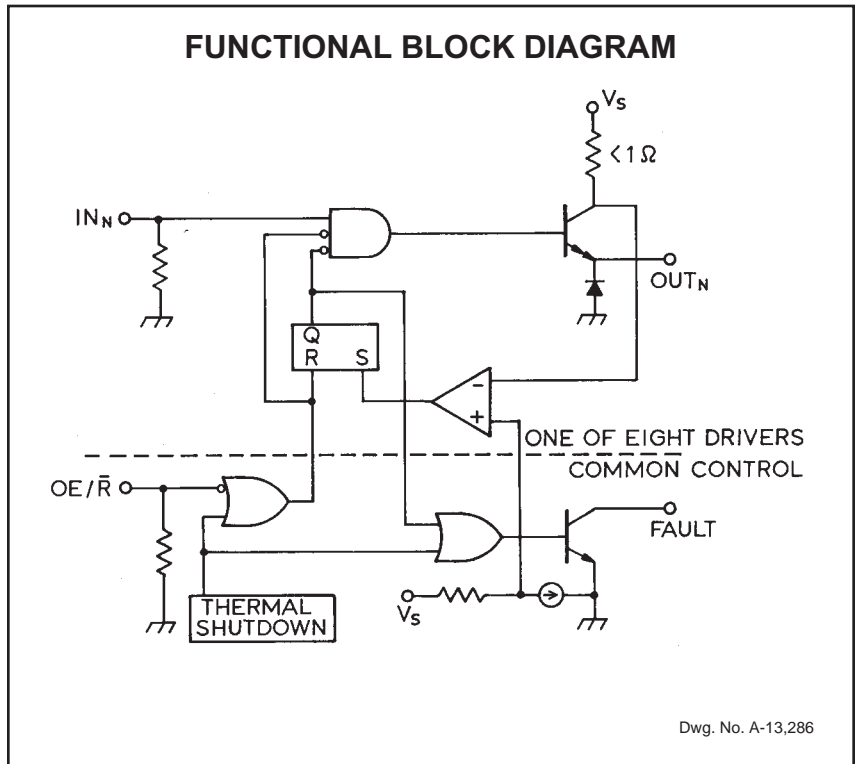 FUNCTIONAL BLOCK DIAGRAM
Vs
<1Ω
INN
OUTN
Q
R S
-
+
ONE OF EIGHT DRIVERS
COMMON CONTROL
OE/R̄
FAULT
THERMAL
SHUTDOWN
Vs
Dwg. No. A-13,286